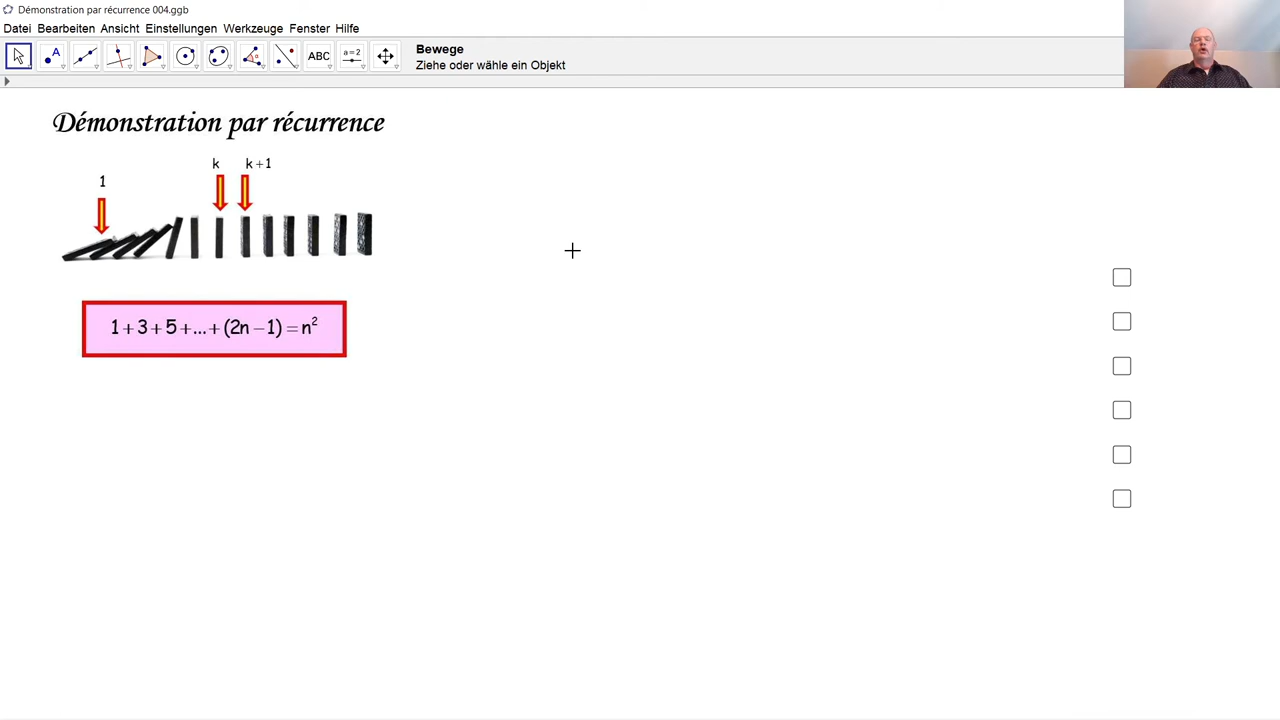 Démonstration par récurrence 004.ggb
Datei Bearbeiten Ansicht Einstellungen Werkzeuge Fenster Hilfe
A ABC a=2
Bewege
Ziehe oder wähle ein Objekt
Démonstration par récurrence
k k+1
1
1+3+5+...+(2n−1)=n²